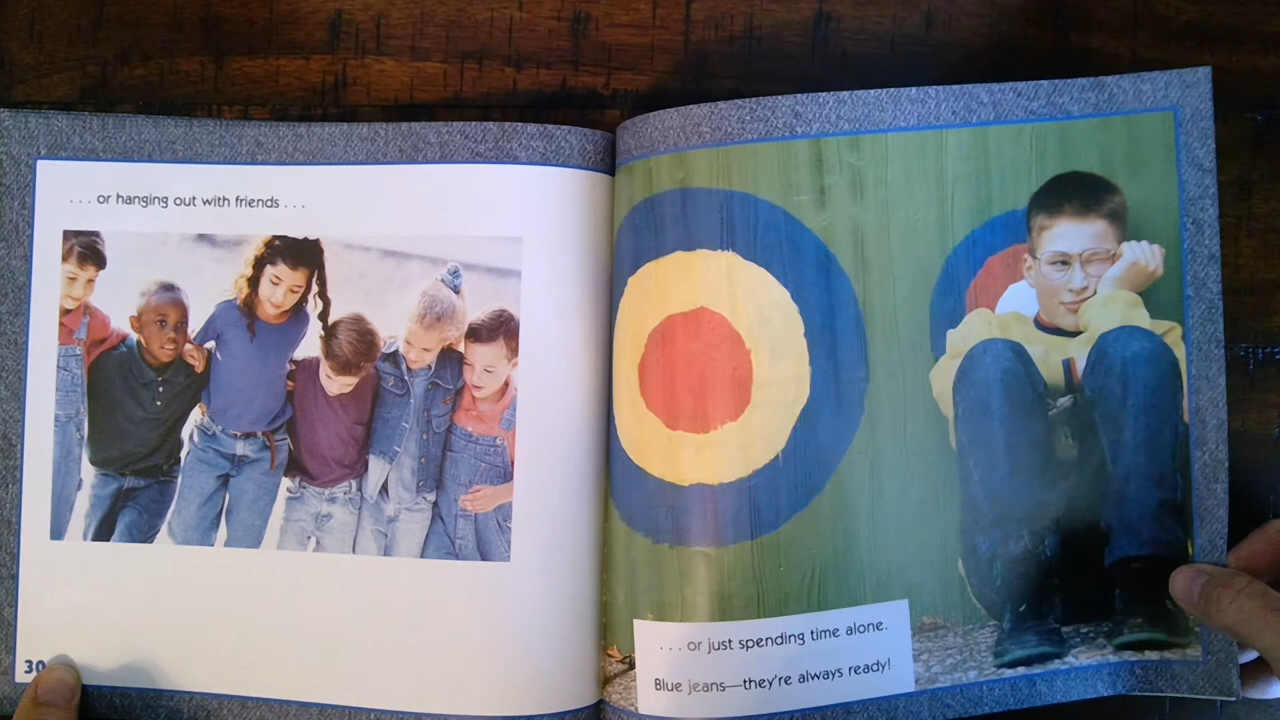 . . . or hanging out with friends . . .
30
. . . or just spending time alone.
Blue jeans—they're always ready!